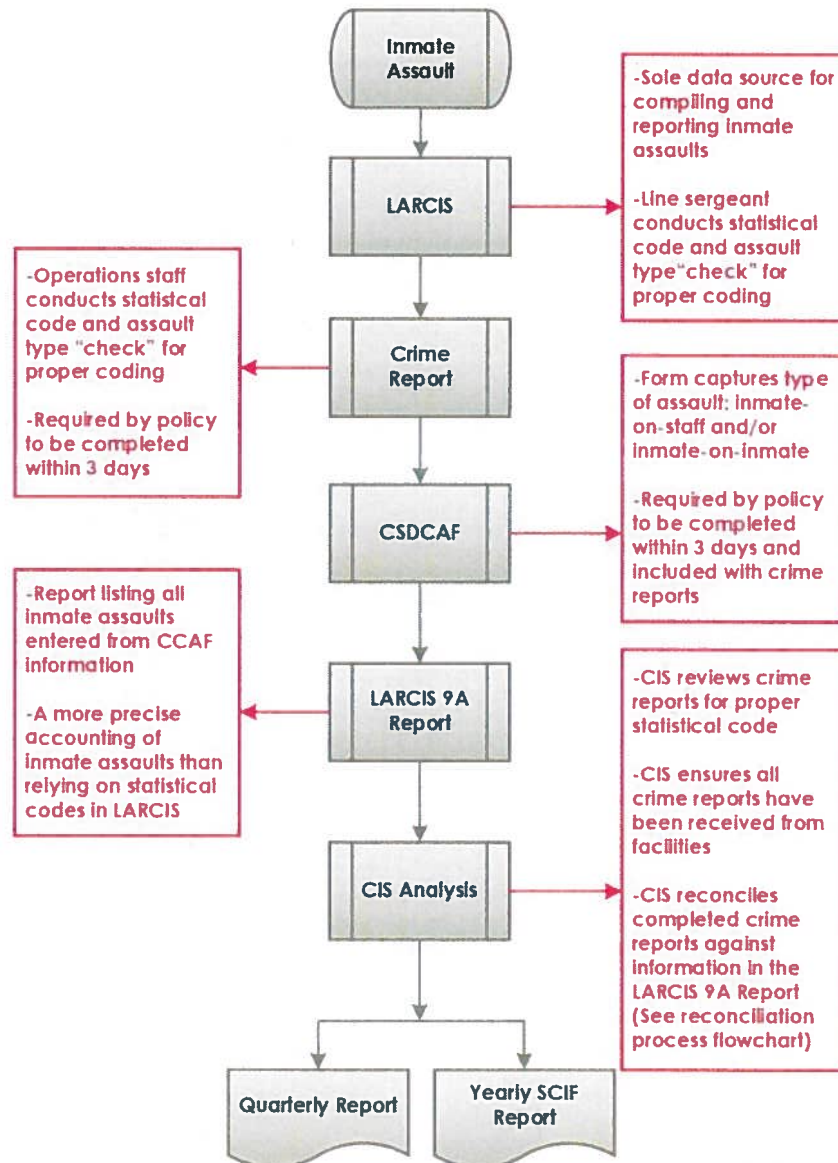 Inmate
Assault
-Sole data source for
compiling and
reporting inmate
assaults
-Line sergeant
conducts statistical
code and assault
type"check" for
proper coding
LARCIS
-Operations staff
conducts statistcal
code and assault
type "check" for
proper coding
-Required by policy
to be completed
within 3 days
Crime
Report
-Form captures type
of assault: inmate-
on-staff and/or
inmate-on-inmate
-Required by policy
to be completed
within 3 days and
included with crime
reports
CSDCAF
-Report listing all
inmate assaults
entered from CCAF
information
-A more precise
accounting of
inmate assaults than
relying on statistical
codes in LARCIS
LARCIS 9A
Report
-CIS reviews crime
reports for proper
statistical code
-CIS ensures all
crime reports have
been received from
facilities
-CIS reconciles
completed crime
reports against
information in the
LARCIS 9A Report
(See reconciliation
process flowchart)
CIS Analysis
Quarterly Report
Yearly SCIF
Report